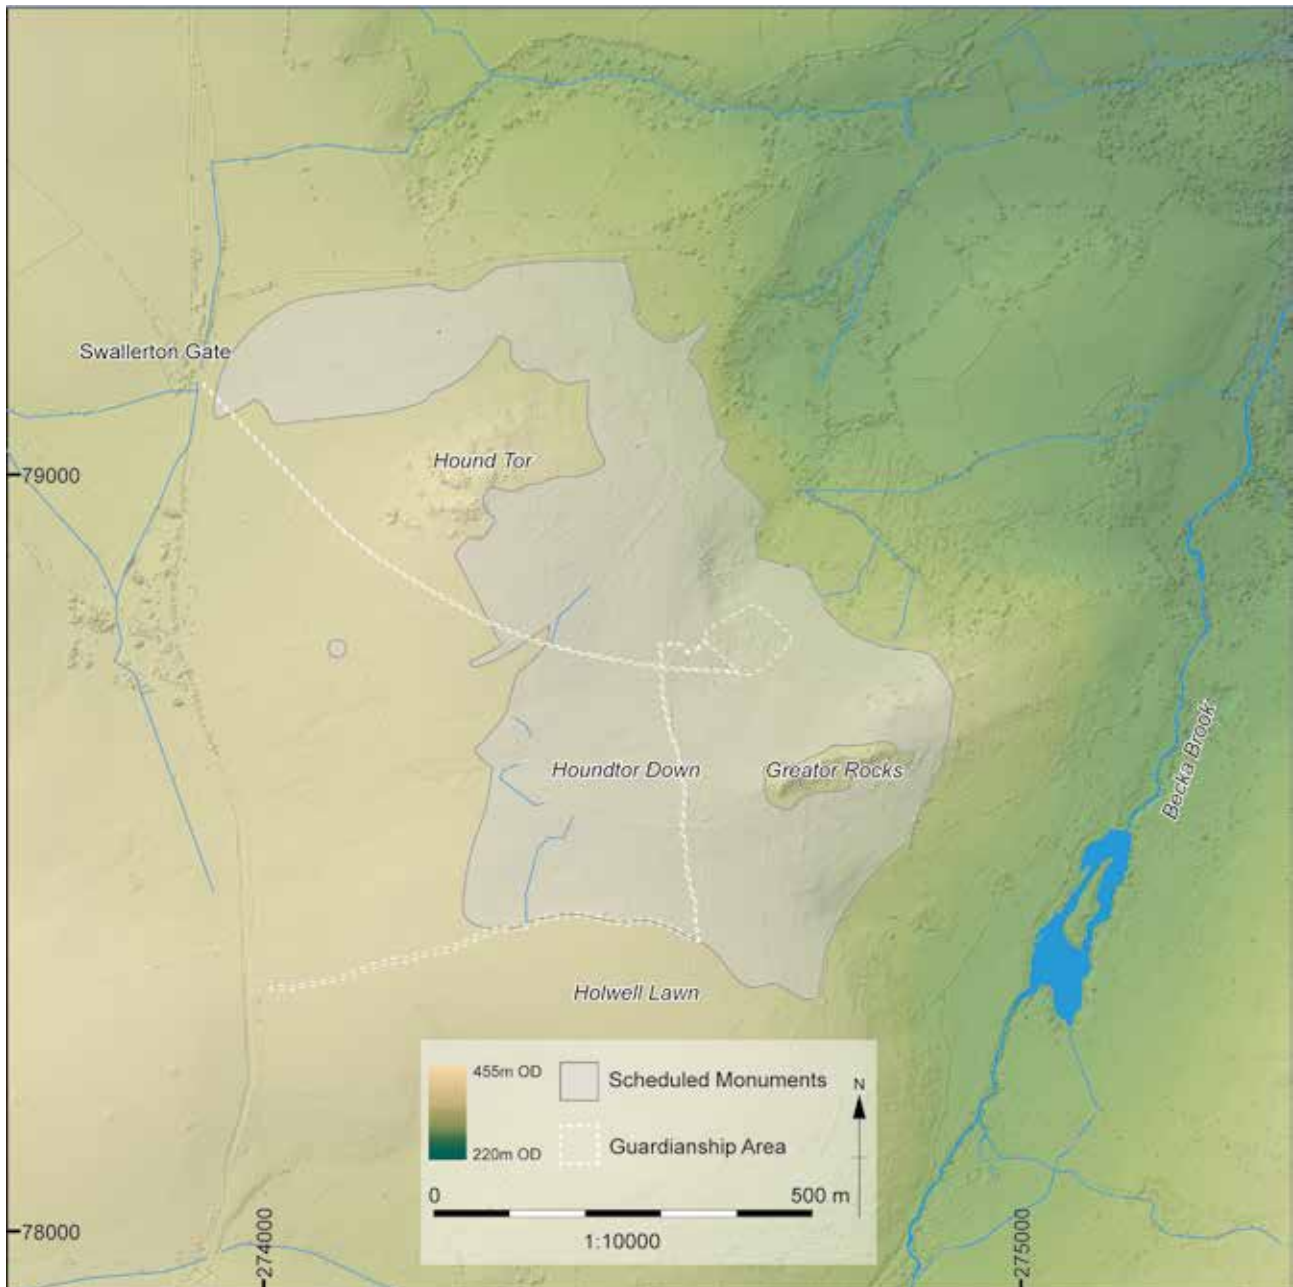 Swallerton Gate
Hound Tor
79000
Houndtor Down
Greator Rocks
Becka Brook
Holwell Lawn
455m OD
220m OD
Scheduled Monuments
Guardianship Area
N
0
500 m
1:10000
78000
274000
275000